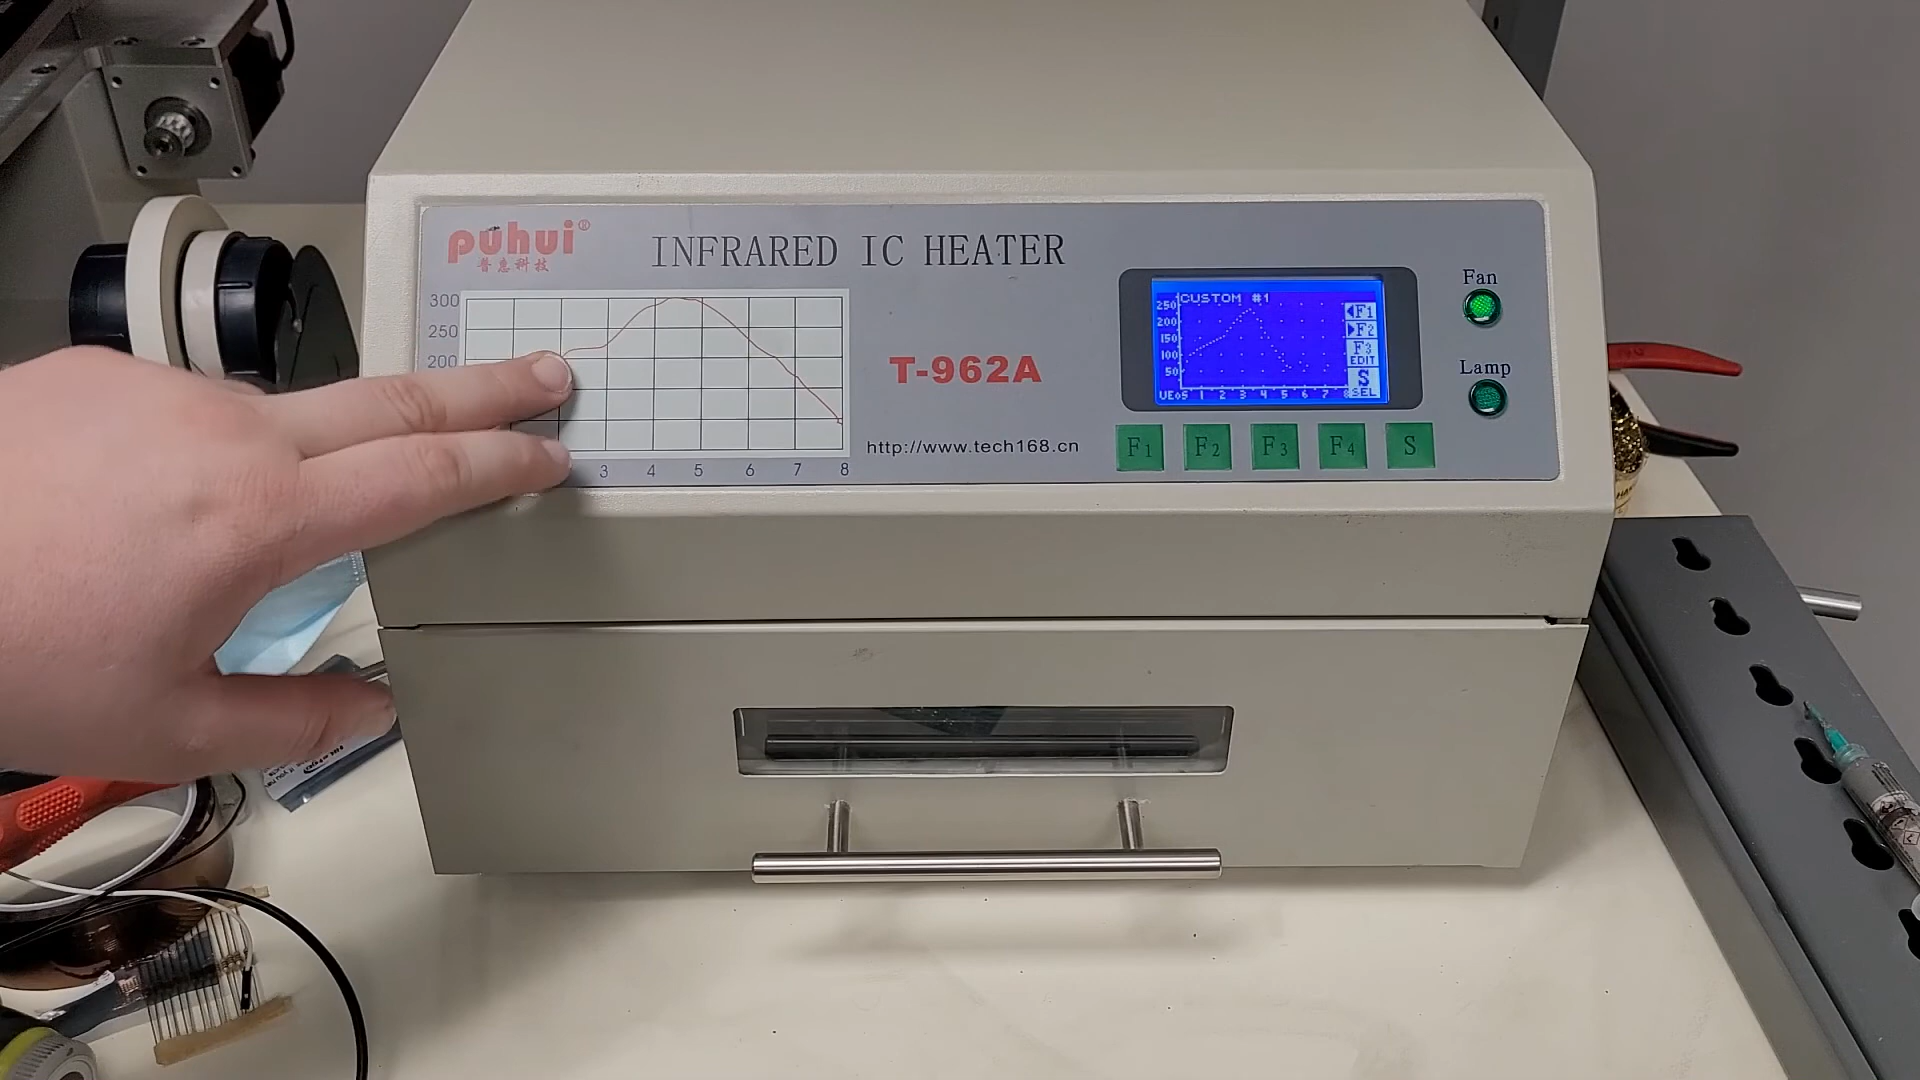 puhui®
普惠科技
INFRARED IC HEATER
300
250
200
3 4 5 6 7 8
T-962A
http://www.tech168.cn
CUSTOM #1
250
200
150
100
50
1 2 3 4 5 6 7
F1
F2
F3
EDIT
S
SEL
Fan
Lamp
F1 F2 F3 F4 S